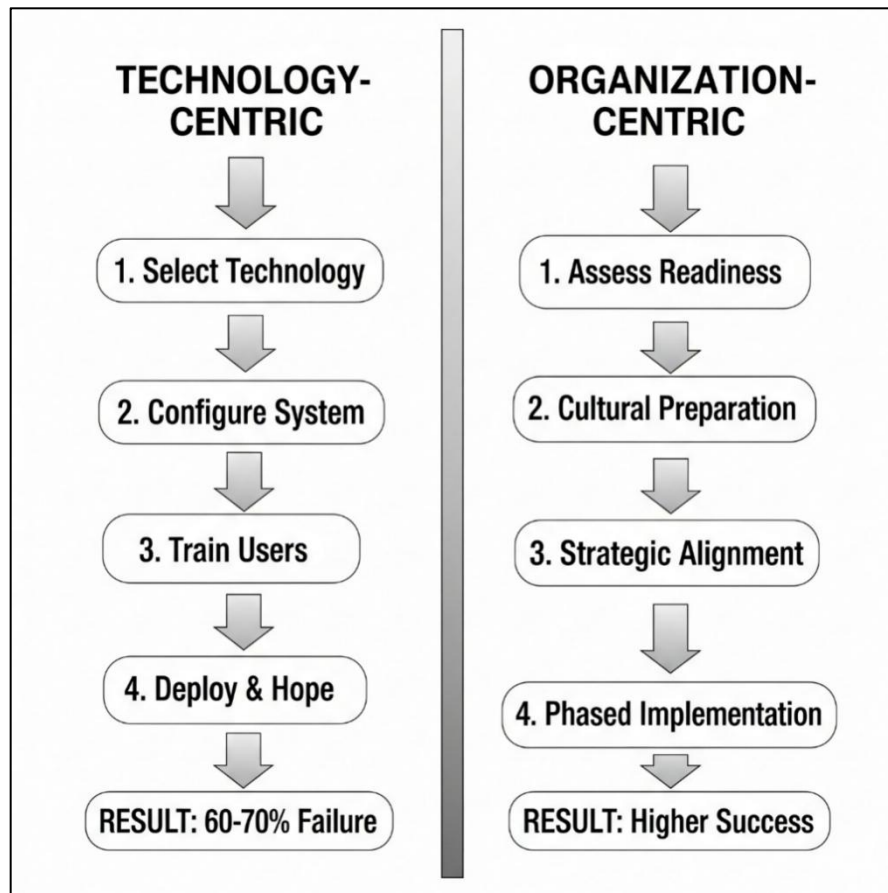 TECHNOLOGY-
CENTRIC
1. Select Technology
2. Configure System
3. Train Users
4. Deploy & Hope
RESULT: 60-70% Failure
ORGANIZATION-
CENTRIC
1. Assess Readiness
2. Cultural Preparation
3. Strategic Alignment
4. Phased Implementation
RESULT: Higher Success